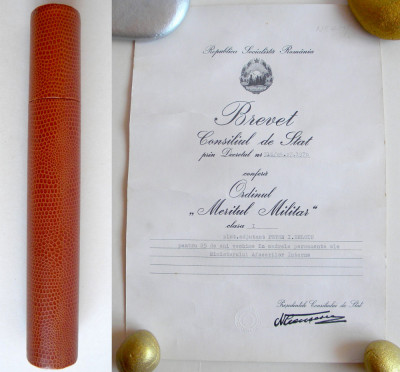 Republica Socialistă România
Brevet
Consiliul de Stat
prin Decretul nr.
conferă
Ordinul
„Meritul Militar"
clasa I
pentru de ani vechime în cadrele permanente ale
Ministerului Afacerilor Interne
Președintele Consiliului de Stat